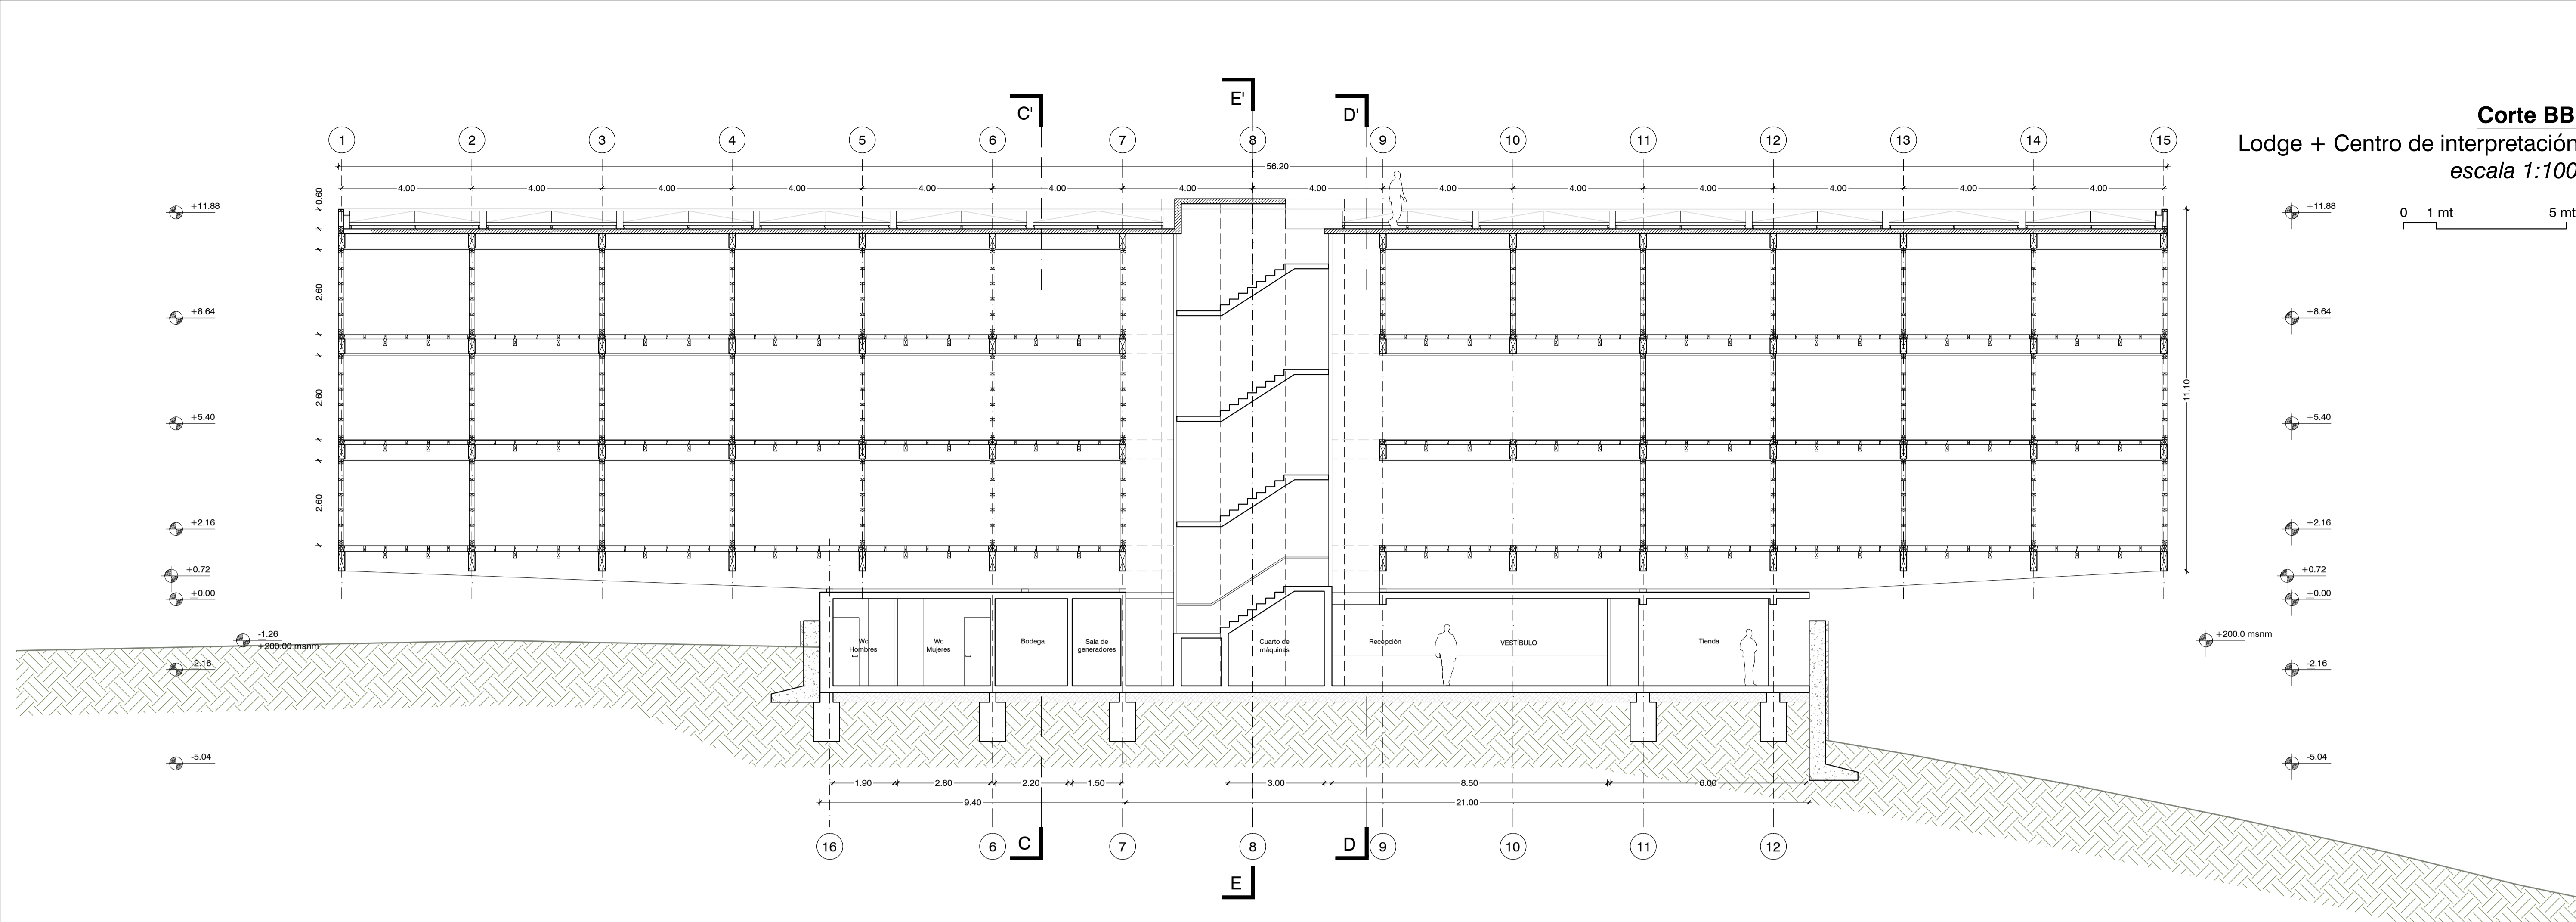 E'
C'
D'
Corte BB
1 2 3 4 5 6 7 8 9 10 11 12 13 14 15
Lodge + Centro de interpretación
56.20
escala 1:100
4.00 4.00 4.00 4.00 4.00 4.00 4.00 4.00 4.00 4.00 4.00 4.00 4.00 4.00
0.60
+11.88
+11.88
0 1 mt 5 mt
2.60
+8.64
+8.64
2.60
11.10
+5.40
+5.40
2.60
+2.16
+2.16
+0.72
+0.72
+0.00
+0.00
-1.26
+200.00 msnm
+200.0 msnm
Wc
Hombres
Wc
Mujeres
Bodega
Sala de
generadores
Cuarto de
máquinas
Recepción
VESTÍBULO
Tienda
-2.16
-2.16
-5.04
-5.04
1.90 2.80 2.20 1.50 3.00 8.50 6.00
9.40 21.00
16 6 C 7 8 D 9 10 11 12
E